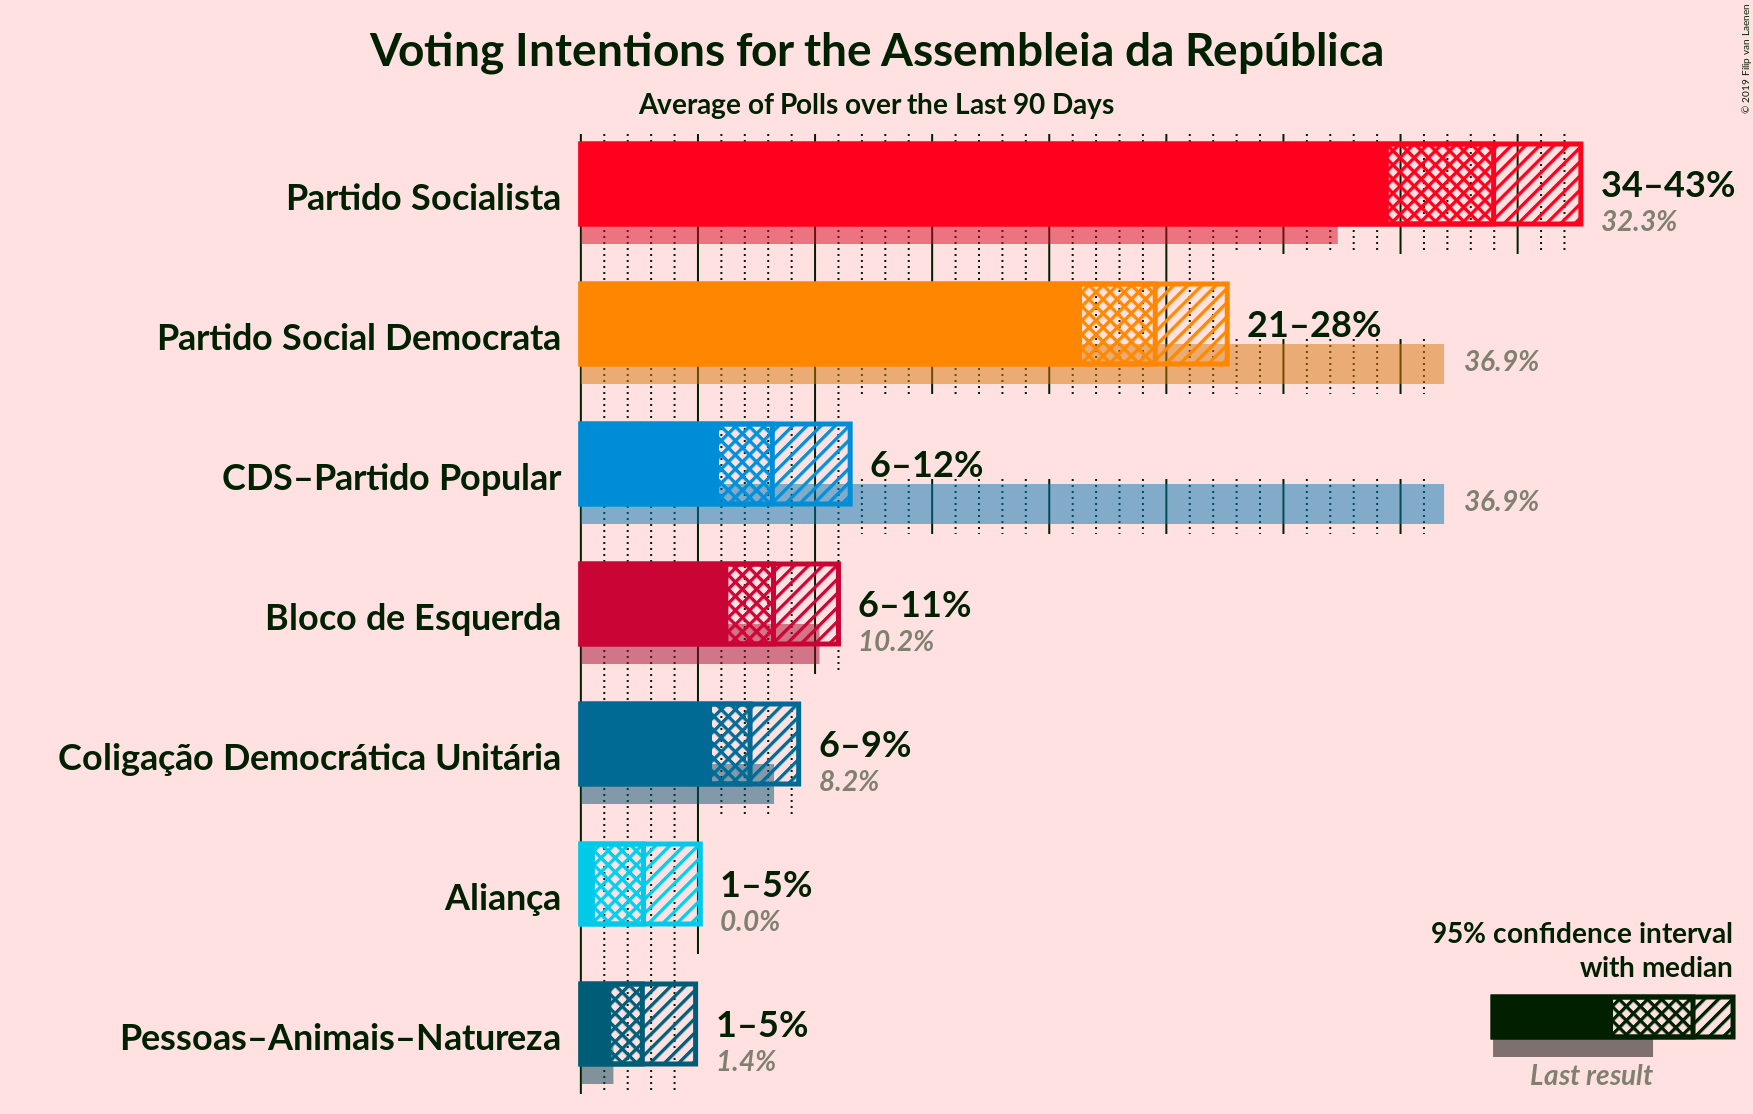 Voting Intentions for the Assembleia da República
Average of Polls over the Last 90 Days
© 2019 Filip van Laenen
Partido Socialista
34–43%
32.3%
Partido Social Democrata
21–28%
36.9%
CDS–Partido Popular
6–12%
36.9%
Bloco de Esquerda
6–11%
10.2%
Coligação Democrática Unitária
6–9%
8.2%
Aliança
1–5%
0.0%
Pessoas–Animais–Natureza
1–5%
1.4%
95% confidence interval
with median
Last result